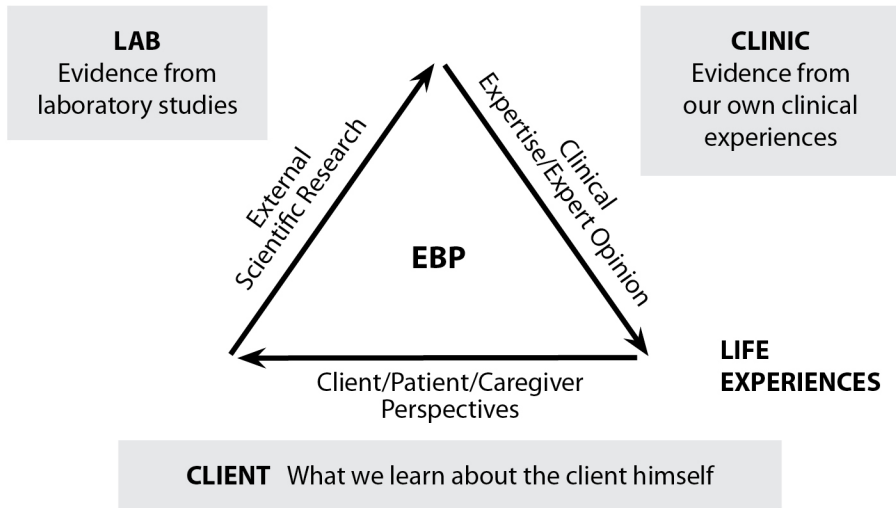 LAB
Evidence from
laboratory studies
CLINIC
Evidence from
our own clinical
experiences
External
Scientific Research
Clinical
Expertise/Expert Opinion
EBP
LIFE
EXPERIENCES
Client/Patient/Caregiver
Perspectives
CLIENT What we learn about the client himself